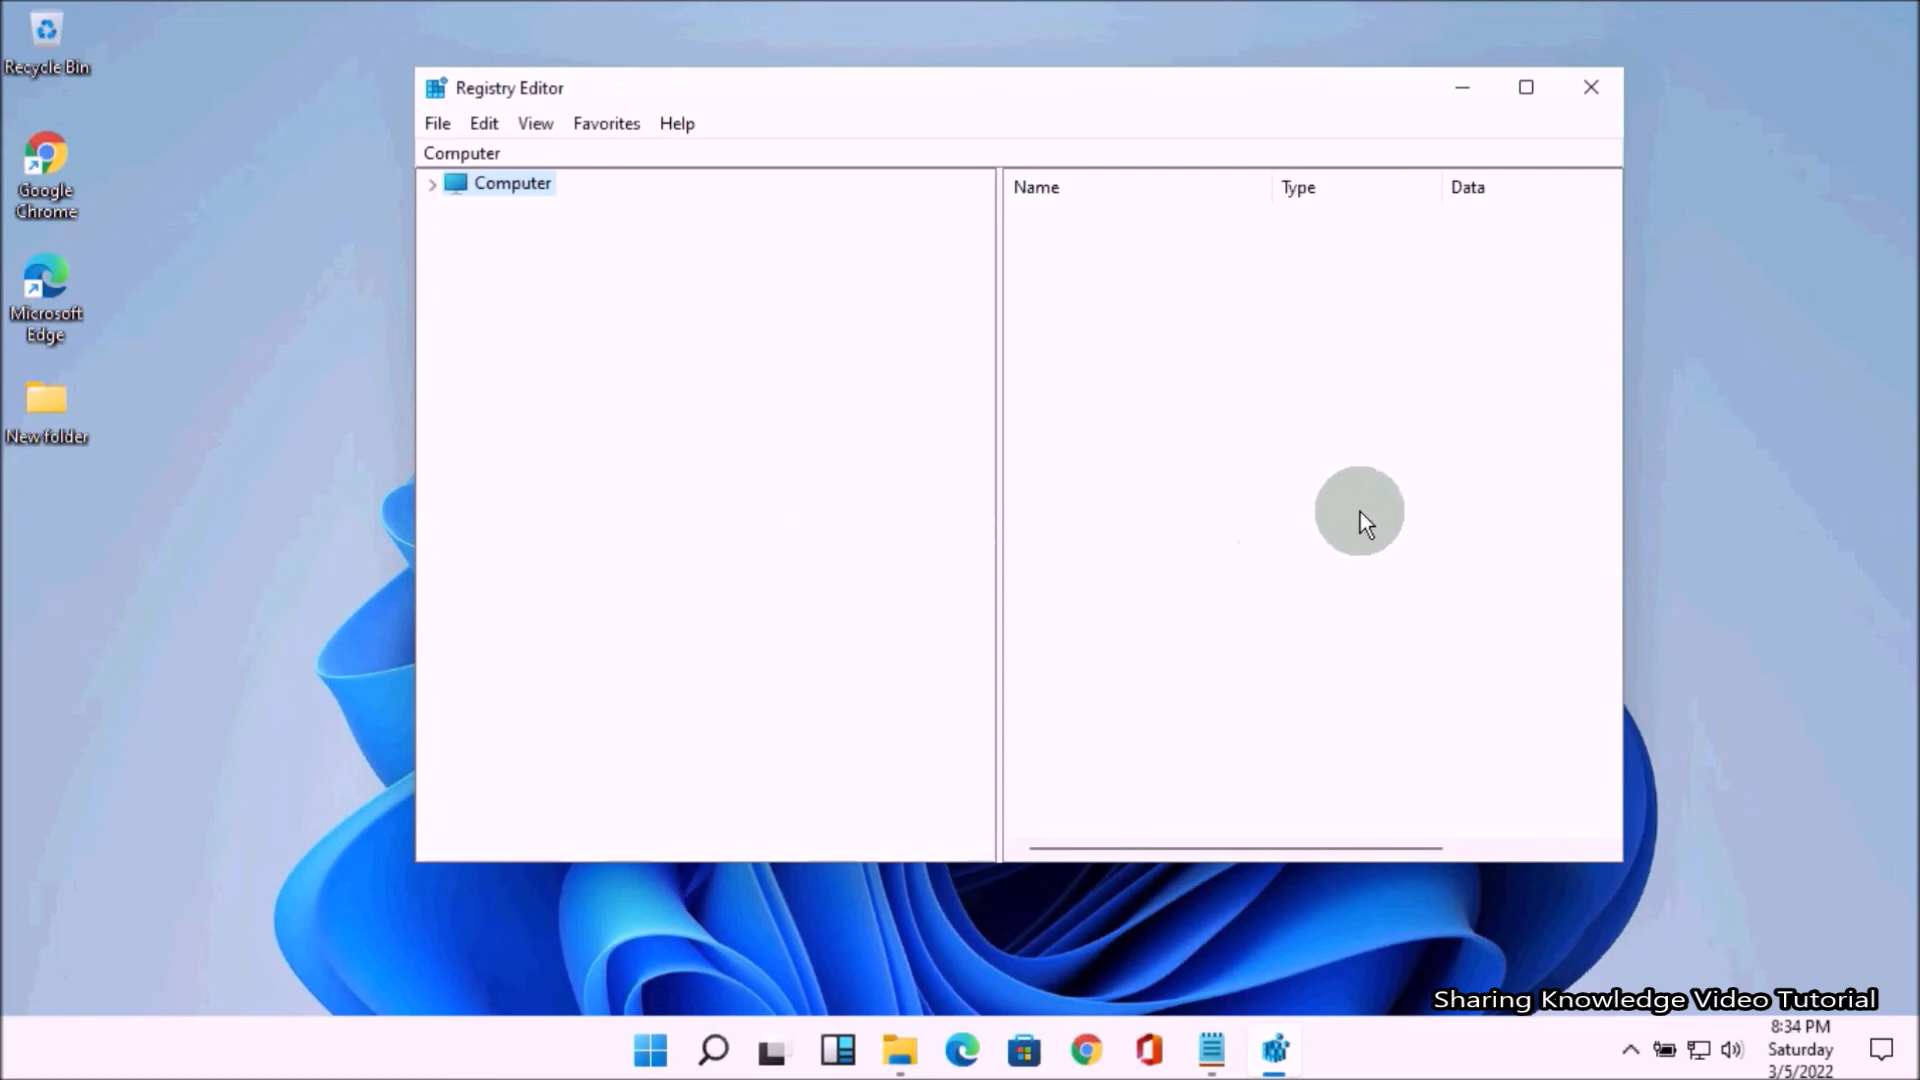 Recycle Bin
Google
Chrome
Microsoft
Edge
New folder
Registry Editor
File Edit View Favorites Help
Computer
Computer
Name Type Data
Sharing Knowledge Video Tutorial
8:34 PM
Saturday
3/5/2022